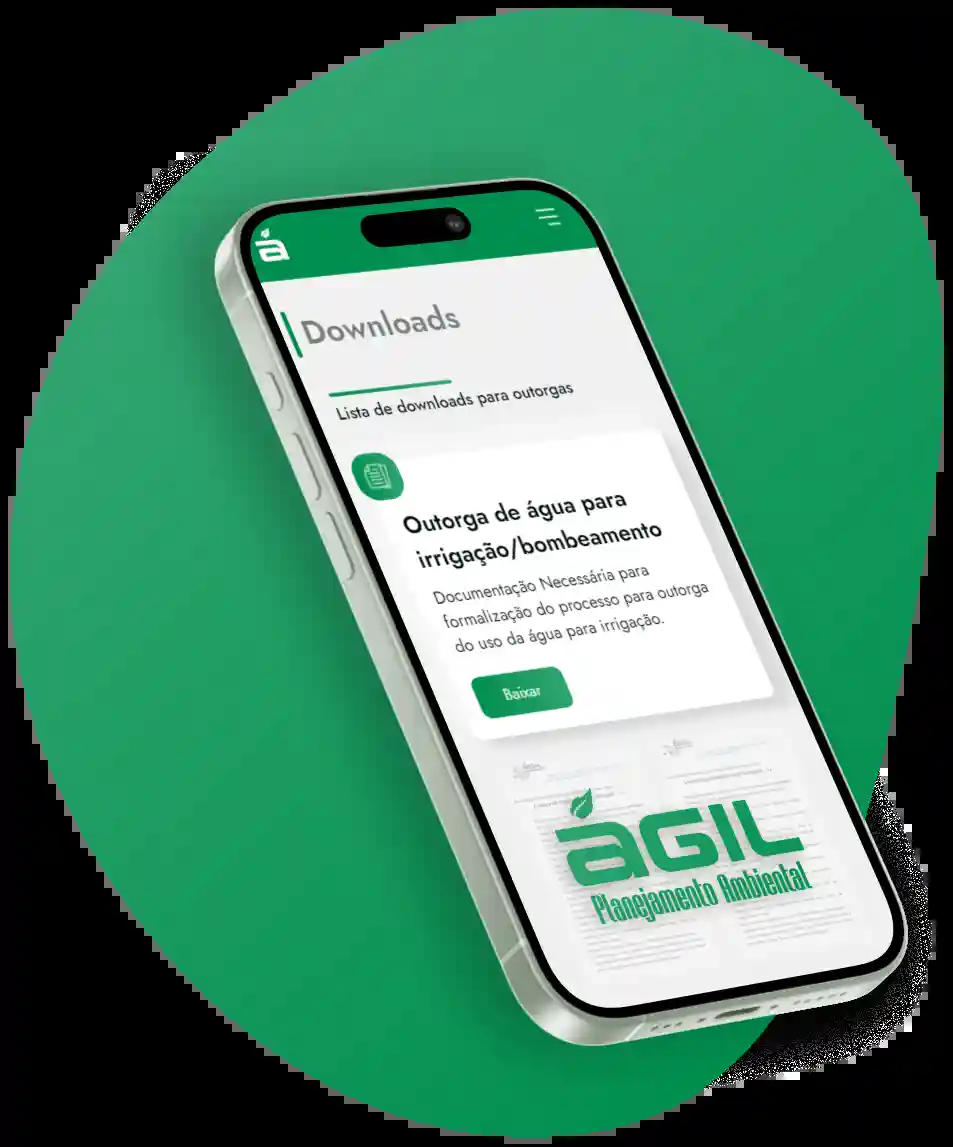 a
Downloads
Lista de downloads para outorgas
Outorga de água para
irrigação/bombeamento
Documentação Necessária para
formalização do processo para outorga
do uso da água para irrigação.
Baixar
aGIL
Planejamento Ambiental